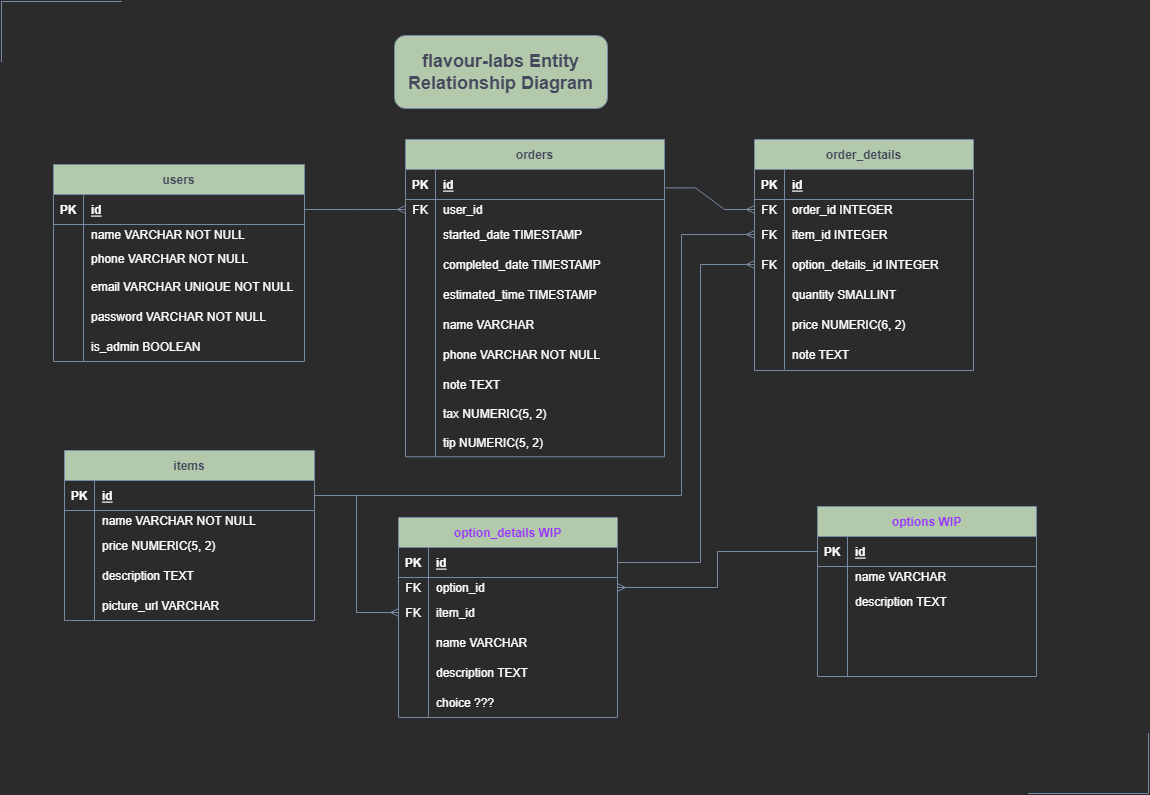 flavour-labs Entity
Relationship Diagram
users
PK id
name VARCHAR NOT NULL
phone VARCHAR NOT NULL
email VARCHAR UNIQUE NOT NULL
password VARCHAR NOT NULL
is_admin BOOLEAN
orders
PK id
FK user_id
started_date TIMESTAMP
completed_date TIMESTAMP
estimated_time TIMESTAMP
name VARCHAR
phone VARCHAR NOT NULL
note TEXT
tax NUMERIC(5, 2)
tip NUMERIC(5, 2)
order_details
PK id
FK order_id INTEGER
FK item_id INTEGER
FK option_details_id INTEGER
quantity SMALLINT
price NUMERIC(6, 2)
note TEXT
items
PK id
name VARCHAR NOT NULL
price NUMERIC(5, 2)
description TEXT
picture_url VARCHAR
option_details WIP
PK id
FK option_id
FK item_id
name VARCHAR
description TEXT
choice ???
options WIP
PK id
name VARCHAR
description TEXT